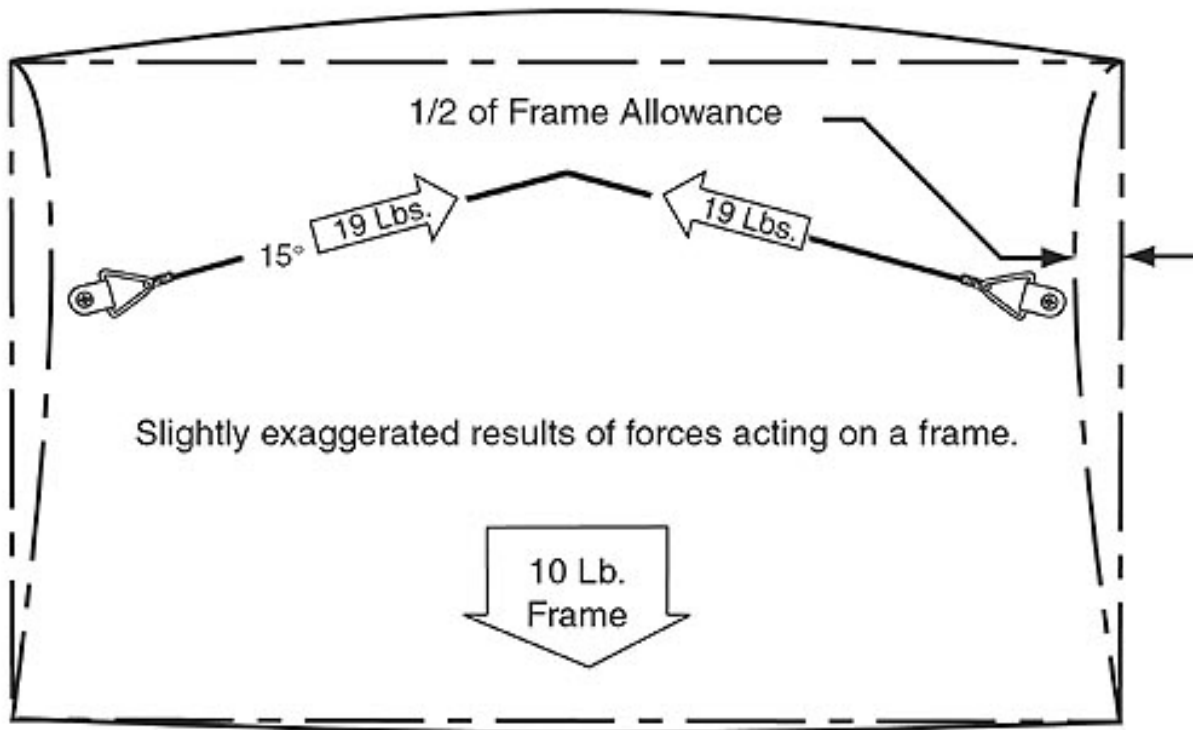 1/2 of Frame Allowance
19 Lbs.
19 Lbs.
15°
Slightly exaggerated results of forces acting on a frame.
10 Lb.
Frame